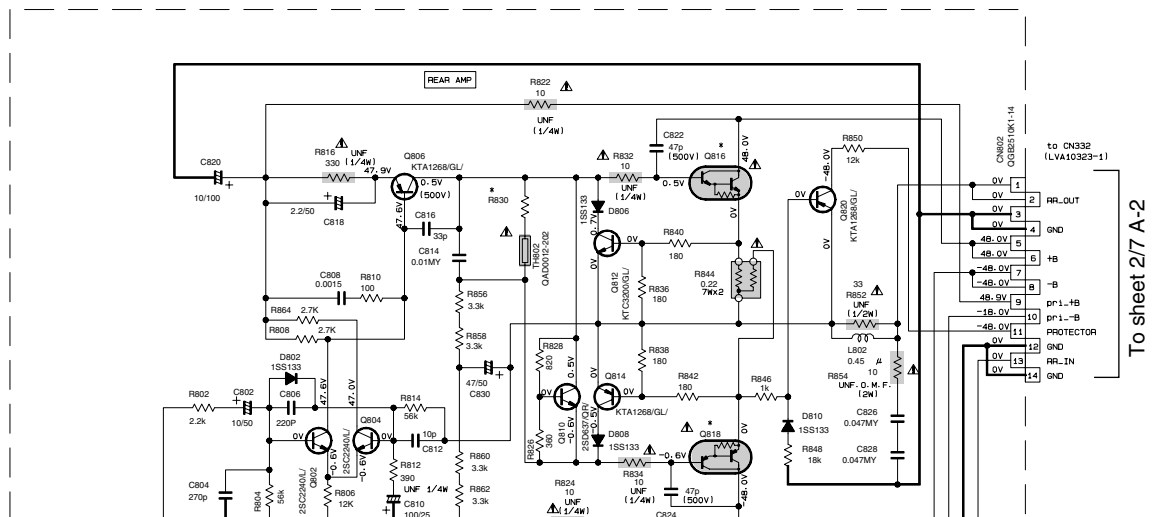 REAR AMP
R822
10
UNF
(1/4W)
C820
10/100
R816
330
UNF
(1/4W)
47.9V
Q806
KTA1268/GL/
0.5V
(500V)
2.2/50
C818
47.6V
C816
33p
C814
0.01MY
*
R830
TH802
QAD0012-202
1SS133
D806
0.7V
R832
10
UNF
(1/4W)
C822
47p
(500V)
*
Q816
0.5V
48.0V
0V
R850
12k
-48.0V
0V
Q820
KTA1268/GL/
0V
CN802
QGB2510K1-14
to CN332
(LVA10323-1)
0V
1
0V
2
RR_OUT
0V
3
0V
4
GND
48.0V
5
48.0V
6
+B
-48.0V
7
-48.0V
8
-B
48.9V
9
pri_+B
-18.0V
10
pri_-B
-48.0V
11
PROTECTOR
0V
12
GND
0V
13
RR_IN
0V
14
GND
To sheet 2/7 A-2
0V
0V
Q812
KTC3200/GL/
R840
180
R836
180
R844
0.22
7Wx2
C808
0.0015
R810
100
R864
2.7K
R808
2.7K
R856
3.3k
R858
3.3k
33
R852
UNF
(1/2W)
L802
0.45 μ
10
R854
UNF.O.M.F.
(2W)
D802
1SS133
47.6V
47.0V
47/50
C830
R828
820
0.5V
0V
0V
Q814
KTA1268/GL/
R838
180
R842
180
R846
1k
R802
2.2k
C802
10/50
C806
220P
R814
56k
0V
Q804
2SC2240/L/
0V
10p
C812
-0.6V
-0.6V
Q802
2SC2240/L/
R826
360
Q810
2SD637/QR/
-0.6V
-0.5V
D808
1SS133
D810
1SS133
R848
18k
C826
0.047MY
C828
0.047MY
*
Q818
-0.6V
-48.0V
C804
270p
R804
56k
R806
12K
R812
390
UNF 1/4W
C810
100/25
R860
3.3k
R862
3.3k
R824
10
UNF
(1/4W)
R834
10
UNF
(1/4W)
47p
(500V)
C824